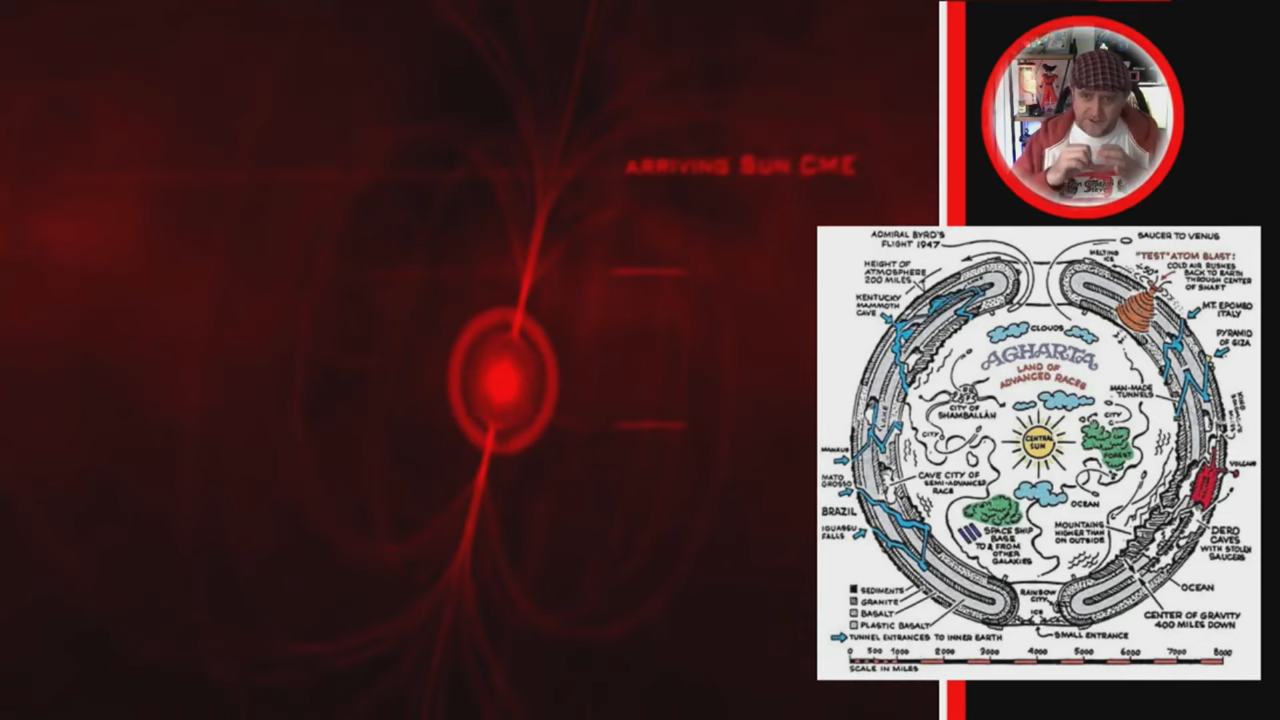 ARRIVING SUN CME
ADMIRAL BYRD'S
FLIGHT 1947
SAUCER TO VENUS
MELTING
ICE
"TEST" ATOM BLAST!
COLD AIR RUSHES
BACK TO EARTH
THROUGH CENTER
OF SHAFT
HEIGHT OF
ATMOSPHERE
200 MILES
KENTUCKY
MAMMOTH
CAVE
MT. EPOMEO
ITALY
PYRAMID
OF GIZA
CLOUDS
AGHARTA
LAND OF
ADVANCED RACES
MAN-MADE
TUNNELS
CITY OF
SHAMBALLAH
CITY
CITY
CENTRAL
SUN
FOREST
LAKE
MANAUS
MATO
GROSSO
BRAZIL
IGUASSU
FALLS
CAVE CITY OF
SEMI-ADVANCED
RACE
OCEAN
VOLCANO
SPACE SHIP
BASE
TO & FROM
OTHER
GALAXIES
MOUNTAINS
HIGHER THAN
ON OUTSIDE
DERO
CAVES
WITH STOLEN
SAUCERS
SEDIMENTS
GRANITE
BASALT
PLASTIC BASALT
RAINBOW
CITY
ICE
OCEAN
CENTER OF GRAVITY
400 MILES DOWN
TUNNEL ENTRANCES TO INNER EARTH
SMALL ENTRANCE
0 500 1000 2000 3000 4000 5000 6000 7000 8000
SCALE IN MILES